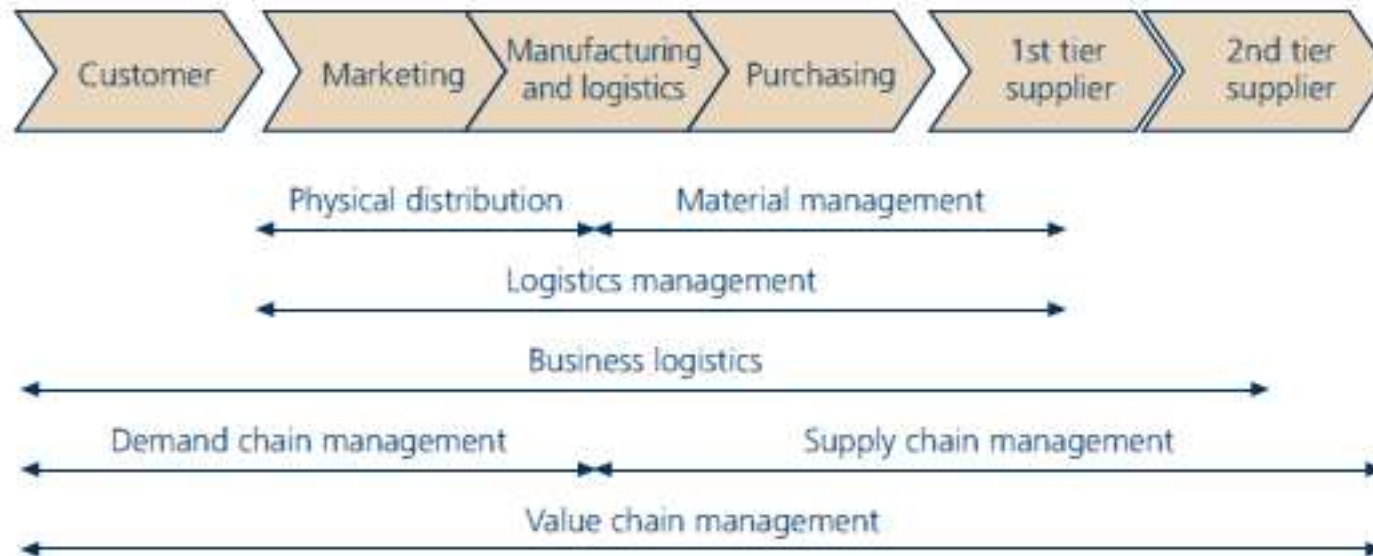 Customer
Marketing
Manufacturing
and logistics
Purchasing
1st tier
supplier
2nd tier
supplier
Physical distribution
Material management
Logistics management
Business logistics
Demand chain management
Supply chain management
Value chain management